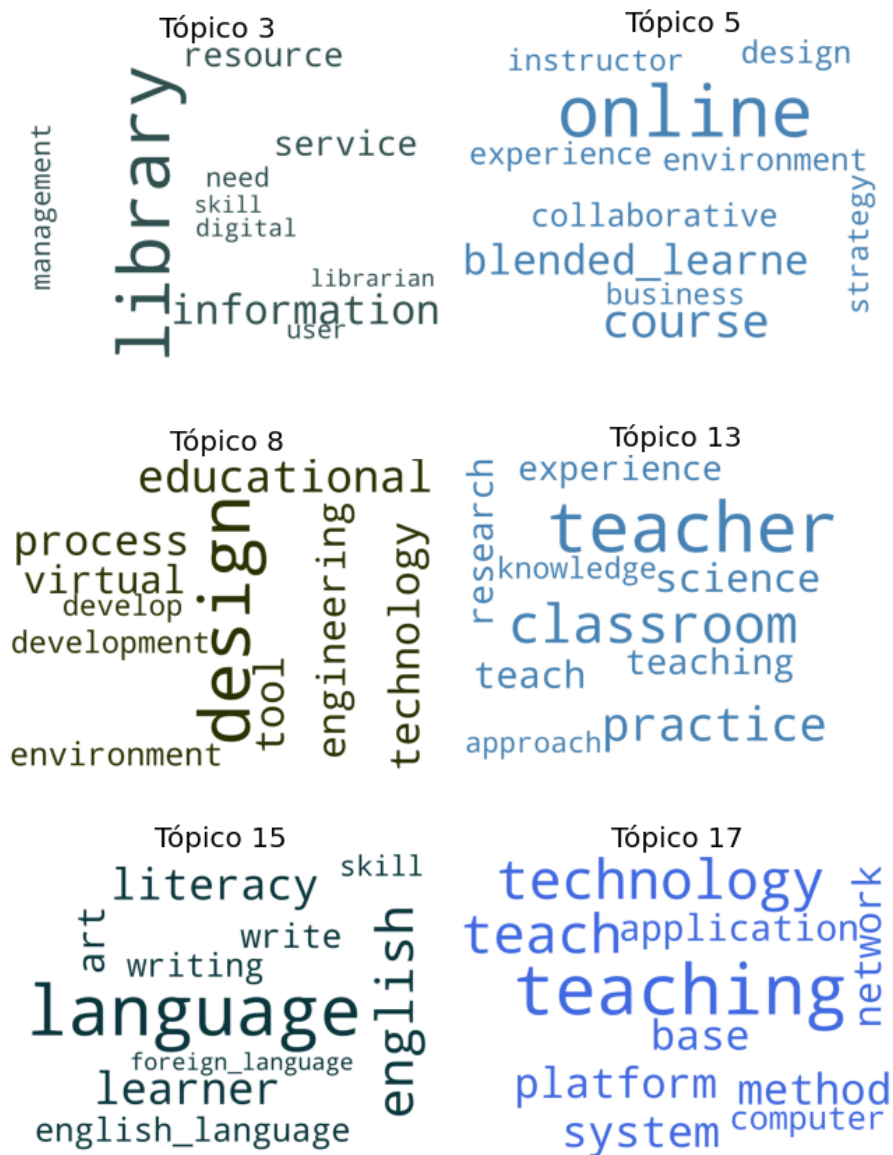 Tópico 3
resource
library
service
management
need
skill
digital
librarian
information
user
Tópico 5
instructor
design
online
experience
environment
collaborative
strategy
blended_learne
business
course
Tópico 8
educational
design
process
virtual
develop
development
tool
engineering
technology
environment
Tópico 13
experience
research
teacher
knowledge
science
classroom
teach
teaching
approach
practice
Tópico 15
skill
literacy
art
write
writing
english
language
foreign_language
learner
english_language
Tópico 17
technology
network
teach
application
teaching
base
platform
method
computer
system